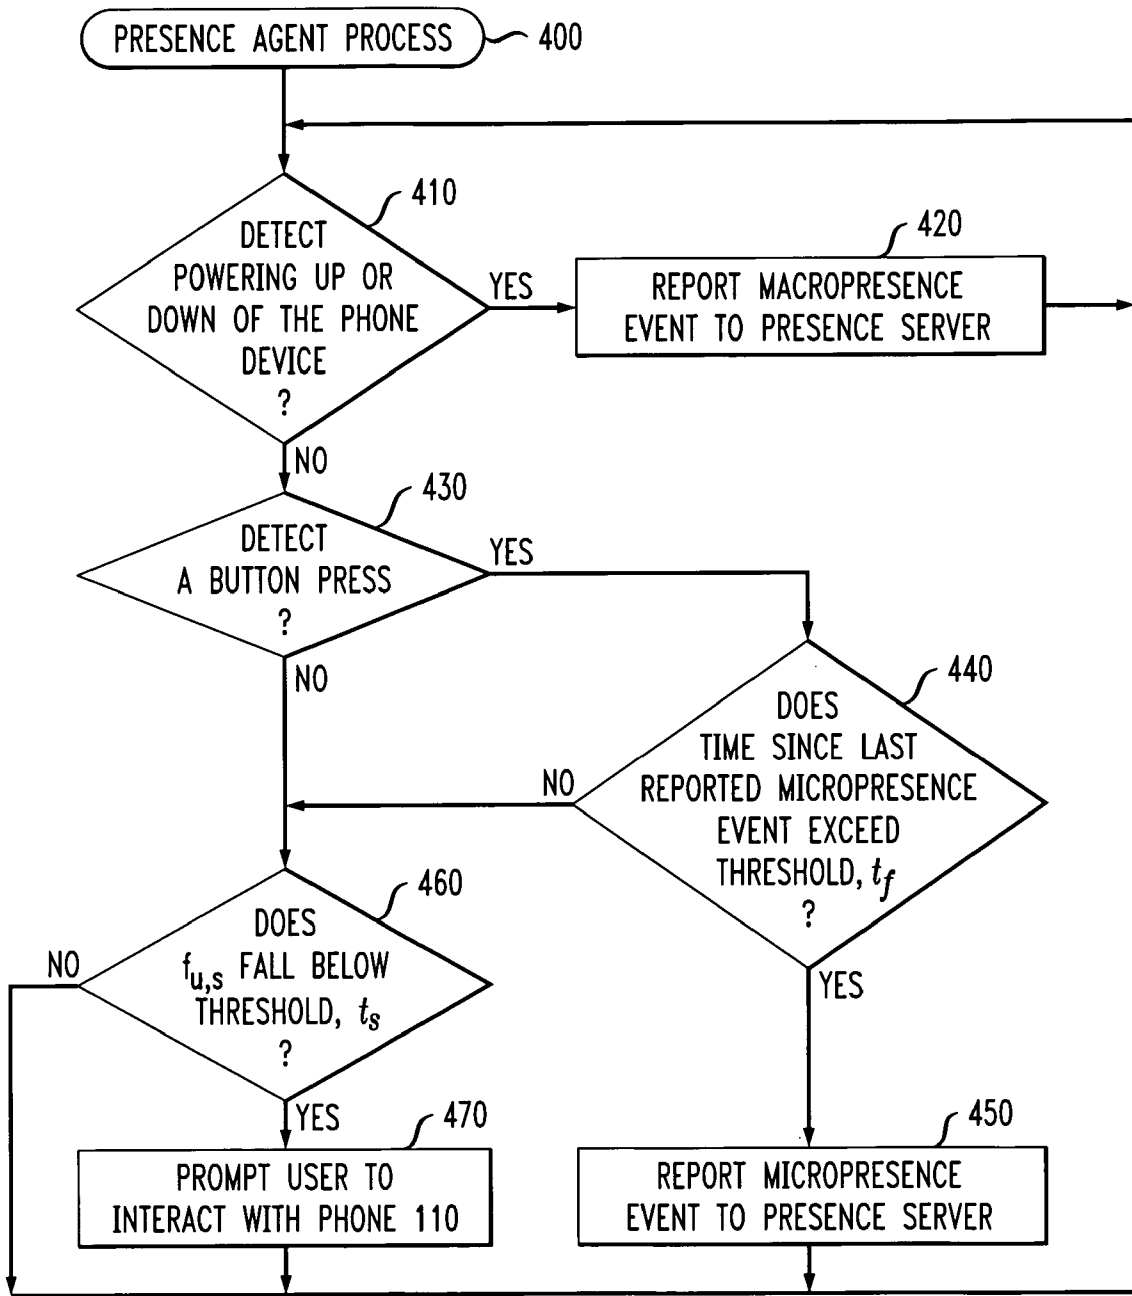 PRESENCE AGENT PROCESS
400
410
DETECT
POWERING UP OR
DOWN OF THE PHONE
DEVICE
?
YES
420
REPORT MACROPRESENCE
EVENT TO PRESENCE SERVER
NO
430
DETECT
A BUTTON PRESS
?
YES
NO
440
DOES
TIME SINCE LAST
REPORTED MICROPRESENCE
EVENT EXCEED
THRESHOLD, t_f
?
NO
YES
460
DOES
f_u,s FALL BELOW
THRESHOLD, t_s
?
NO
YES
470
PROMPT USER TO
INTERACT WITH PHONE 110
450
REPORT MICROPRESENCE
EVENT TO PRESENCE SERVER